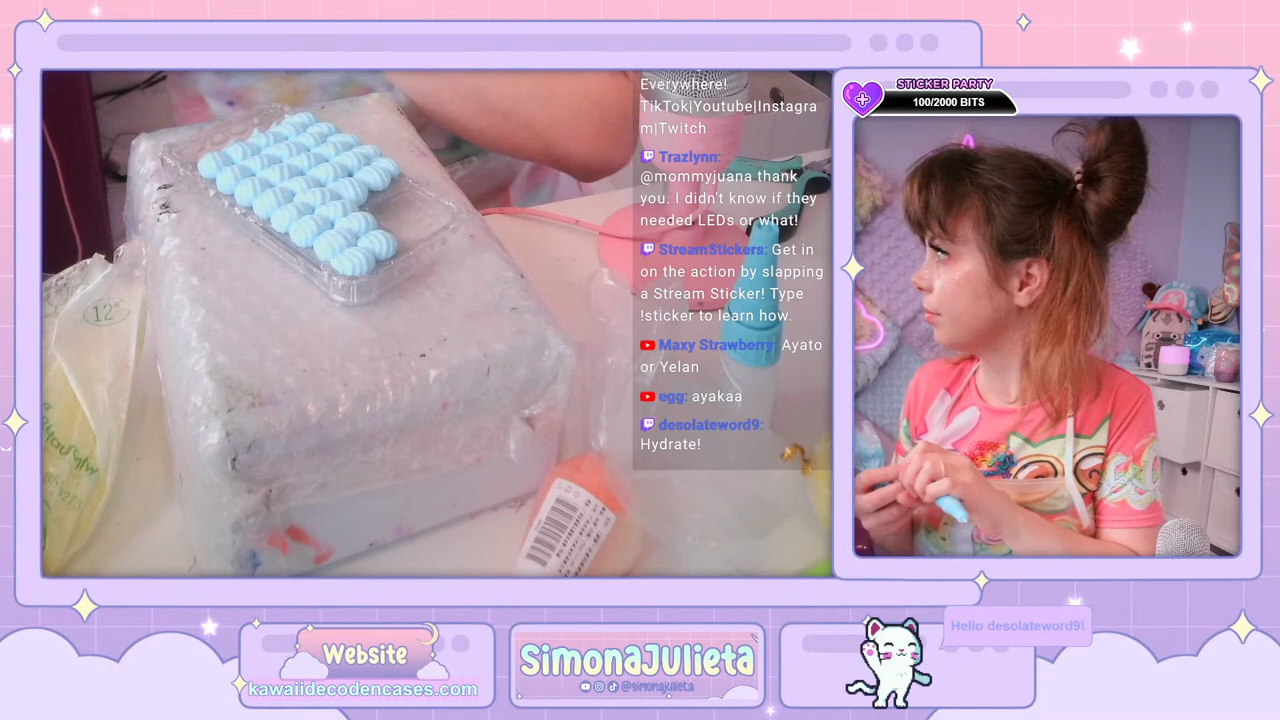 Everywhere!
TikTok|Youtube|Instagra
m|Twitch
Trazlynn:
@mommyjuana thank
you. I didn't know if they
needed LEDs or what!
StreamStickers: Get in
on the action by slapping
a Stream Sticker! Type
!sticker to learn how.
Maxy Strawberry: Ayato
or Yelan
egg: ayakaa
desolateword9:
Hydrate!
STICKER PARTY
100/2000 BITS
12"
Website
kawaiidecodencases.com
SimonaJulieta
@simonajulieta
Hello desolateword9!